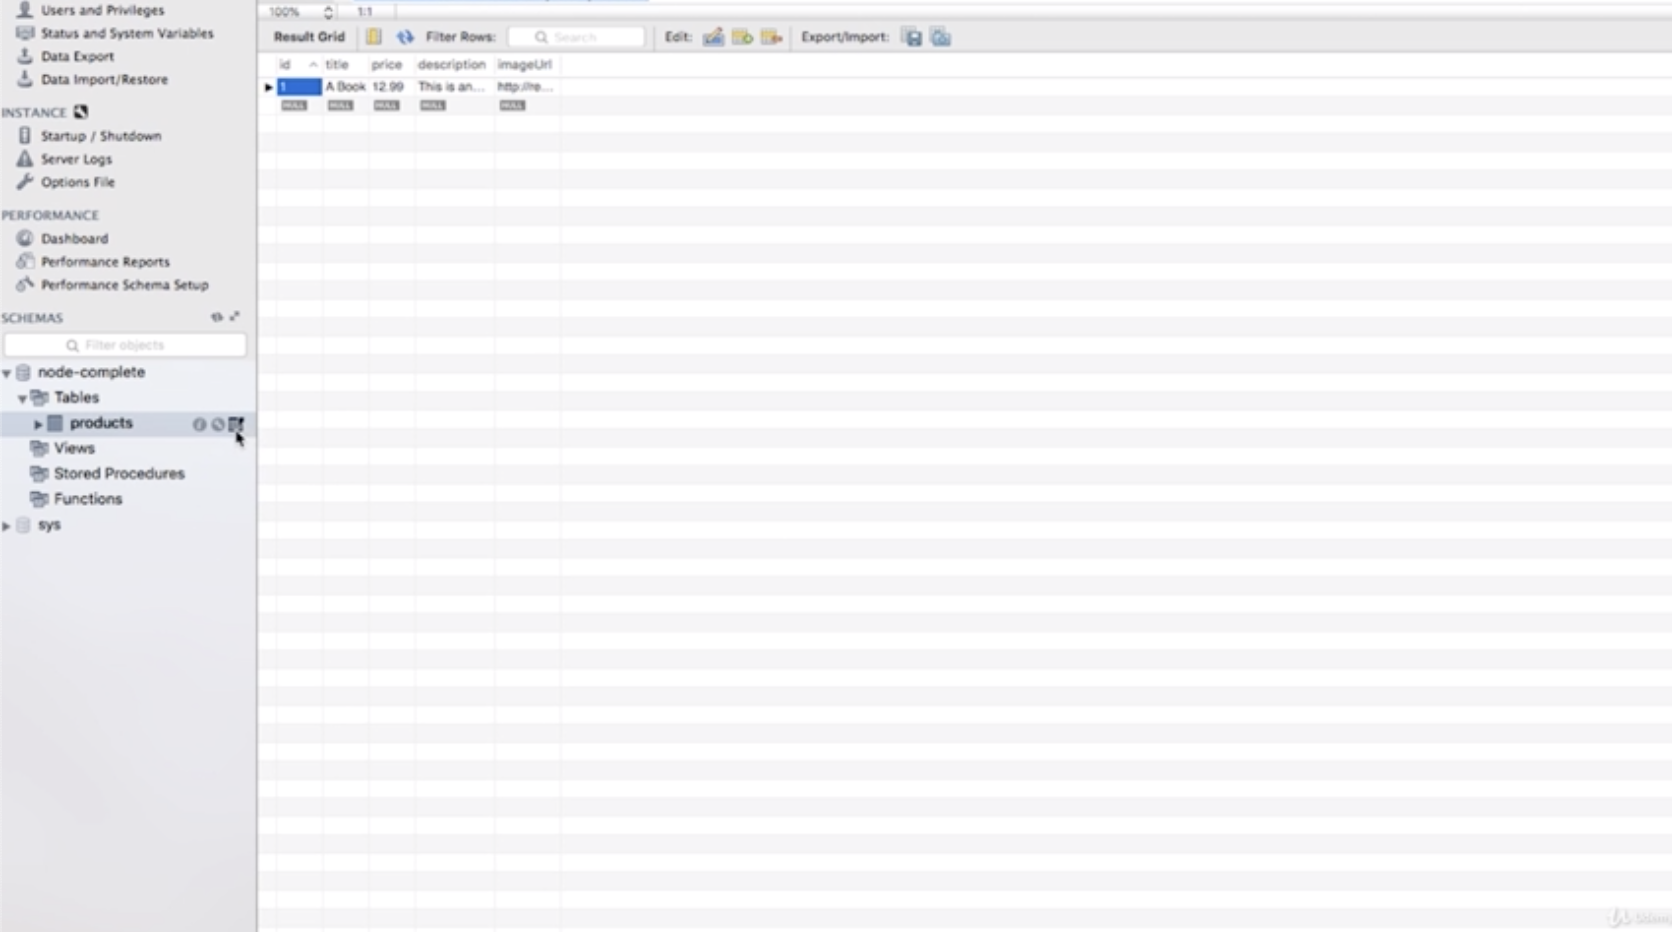 Users and Privileges
Status and System Variables
Data Export
Data Import/Restore
INSTANCE
Startup / Shutdown
Server Logs
Options File
PERFORMANCE
Dashboard
Performance Reports
Performance Schema Setup
SCHEMAS
Filter objects
node-complete
Tables
products
Views
Stored Procedures
Functions
sys
100% 1:1
Result Grid Filter Rows: Search Edit: Export/Import:
id title price description imageUrl
1 A Book 12.99 This is an... http://re...
NULL NULL NULL NULL NULL